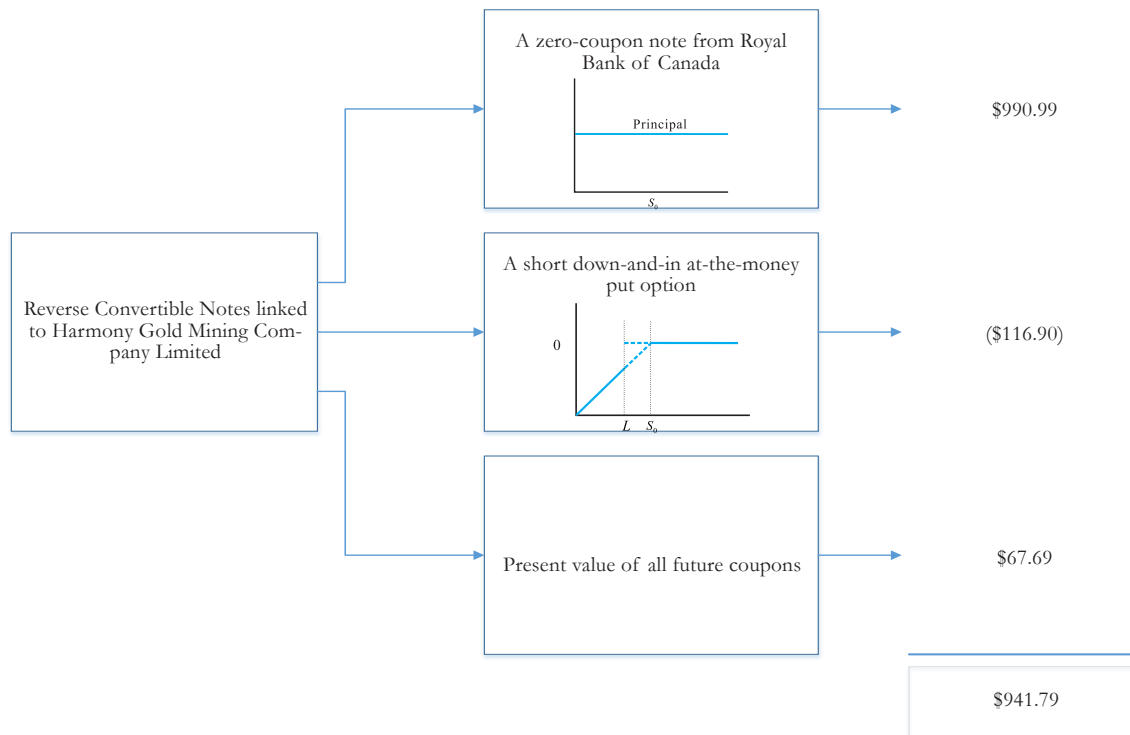 A zero-coupon note from Royal
Bank of Canada
Principal
S₀
$990.99
Reverse Convertible Notes linked
to Harmony Gold Mining Com-
pany Limited
A short down-and-in at-the-money
put option
0
L S₀
($116.90)
Present value of all future coupons
$67.69
$941.79